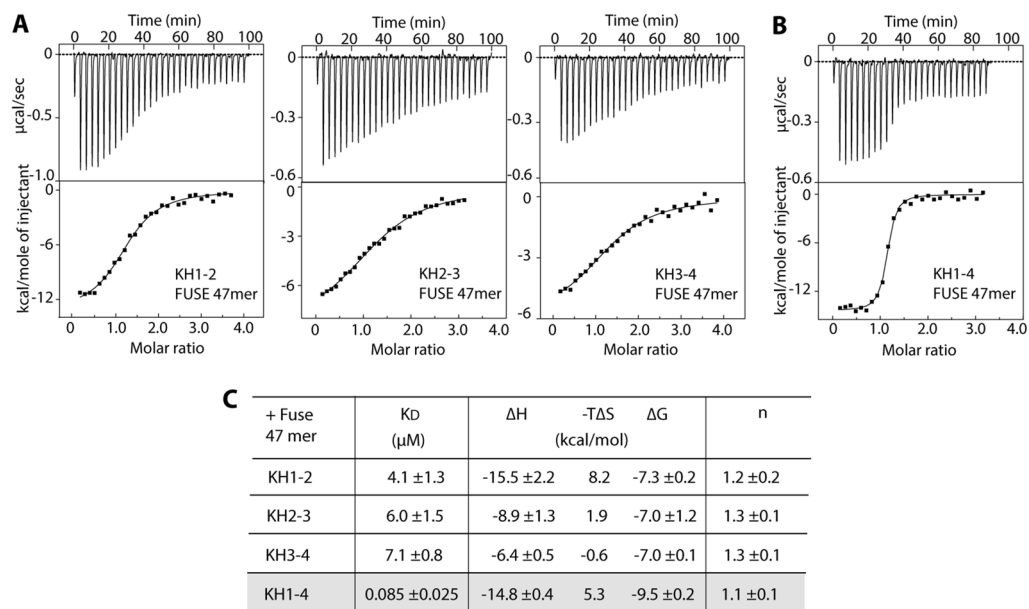 A
Time (min)
0 20 40 60 80 100
0
-0.5
-1.0
µcal/sec
0
-6
-12
kcal/mole of injectant
KH1-2
FUSE 47mer
0 1.0 2.0 3.0 4.0
Molar ratio
Time (min)
0 20 40 60 80 100
0
-0.3
-0.6
0
-3
-6
KH2-3
FUSE 47mer
0 1.0 2.0 3.0 4.0
Molar ratio
Time (min)
0 20 40 60 80 100
0
-0.3
-0.6
0
-3
-6
KH3-4
FUSE 47mer
0 1.0 2.0 3.0 4.0
Molar ratio
B
Time (min)
0 20 40 60 80 100
0
-0.3
-0.6
µcal/sec
0
-6
-12
kcal/mole of injectant
KH1-4
FUSE 47mer
0 1.0 2.0 3.0 4.0
Molar ratio
C
+ Fuse KD ΔH -TΔS ΔG n
47 mer (µM) (kcal/mol)
KH1-2 4.1 ±1.3 -15.5 ±2.2 8.2 -7.3 ±0.2 1.2 ±0.2
KH2-3 6.0 ±1.5 -8.9 ±1.3 1.9 -7.0 ±1.2 1.3 ±0.1
KH3-4 7.1 ±0.8 -6.4 ±0.5 -0.6 -7.0 ±0.1 1.3 ±0.1
KH1-4 0.085 ±0.025 -14.8 ±0.4 5.3 -9.5 ±0.2 1.1 ±0.1